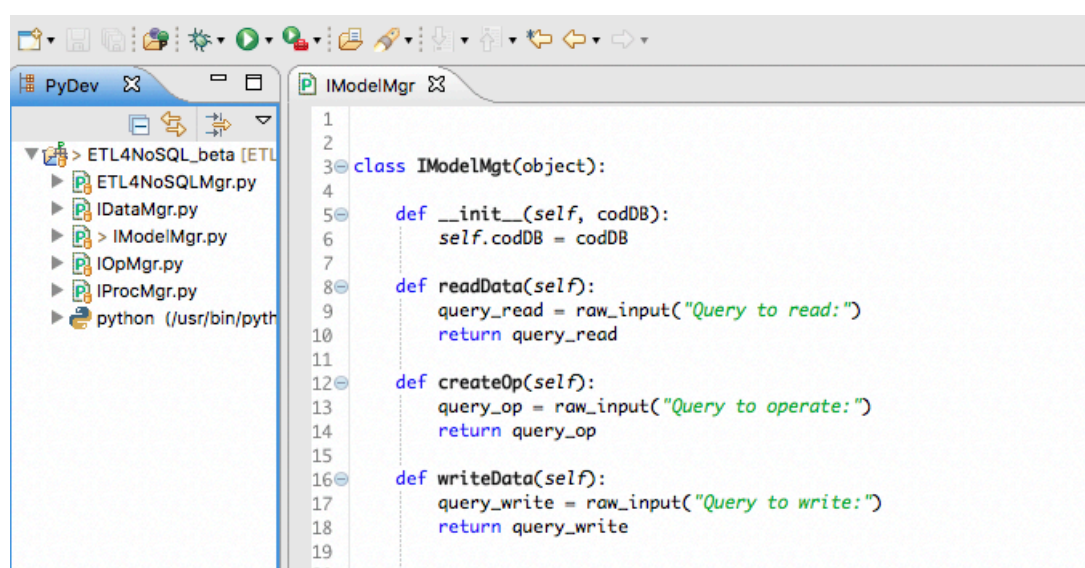 PyDev
> ETL4NoSQL_beta [ETL
ETL4NoSQLMgr.py
IDataMgr.py
> IModelMgr.py
IOpMgr.py
IProcMgr.py
python (/usr/bin/pyth
IModelMgr
1
2
3 class IModelMgt(object):
4
5 def __init__(self, codDB):
6 self.codDB = codDB
7
8 def readData(self):
9 query_read = raw_input("Query to read:")
10 return query_read
11
12 def createOp(self):
13 query_op = raw_input("Query to operate:")
14 return query_op
15
16 def writeData(self):
17 query_write = raw_input("Query to write:")
18 return query_write
19